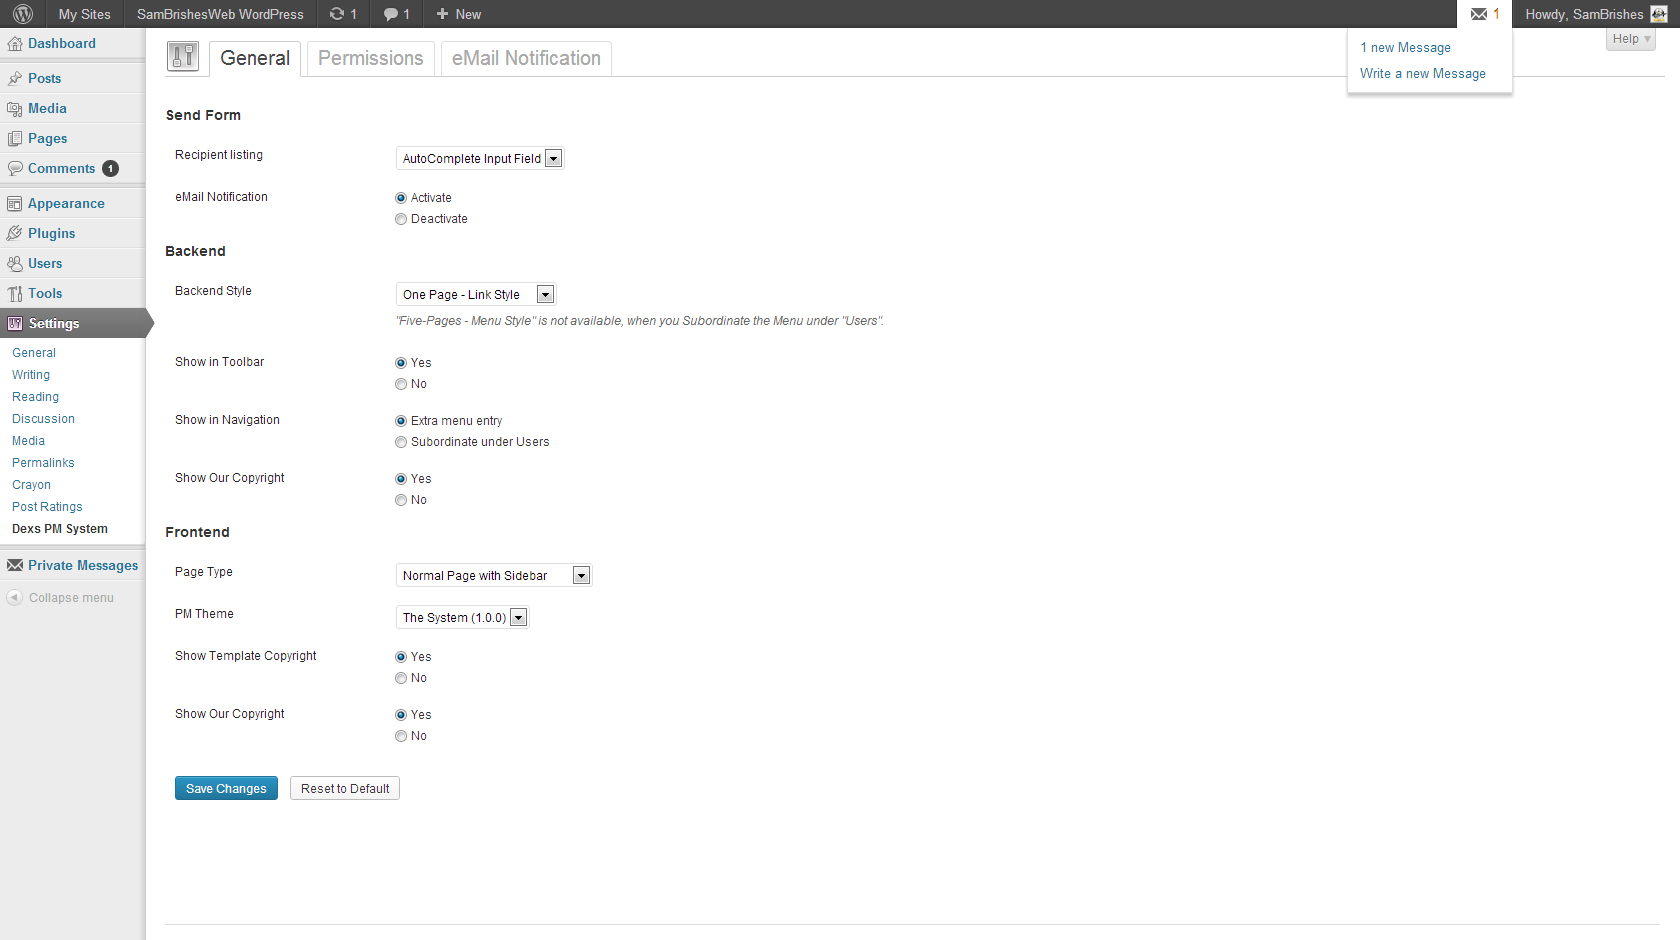 My Sites
SamBrishesWeb WordPress
1
1
New
1
Howdy, SamBrishes
1 new Message
Write a new Message
Help
Dashboard
Posts
Media
Pages
Comments 1
Appearance
Plugins
Users
Tools
Settings
General
Writing
Reading
Discussion
Media
Permalinks
Crayon
Post Ratings
Dexs PM System
Private Messages
Collapse menu
General
Permissions
eMail Notification
Send Form
Recipient listing
AutoComplete Input Field
eMail Notification
Activate
Deactivate
Backend
Backend Style
One Page - Link Style
"Five-Pages - Menu Style" is not available, when you Subordinate the Menu under "Users".
Show in Toolbar
Yes
No
Show in Navigation
Extra menu entry
Subordinate under Users
Show Our Copyright
Yes
No
Frontend
Page Type
Normal Page with Sidebar
PM Theme
The System (1.0.0)
Show Template Copyright
Yes
No
Show Our Copyright
Yes
No
Save Changes
Reset to Default